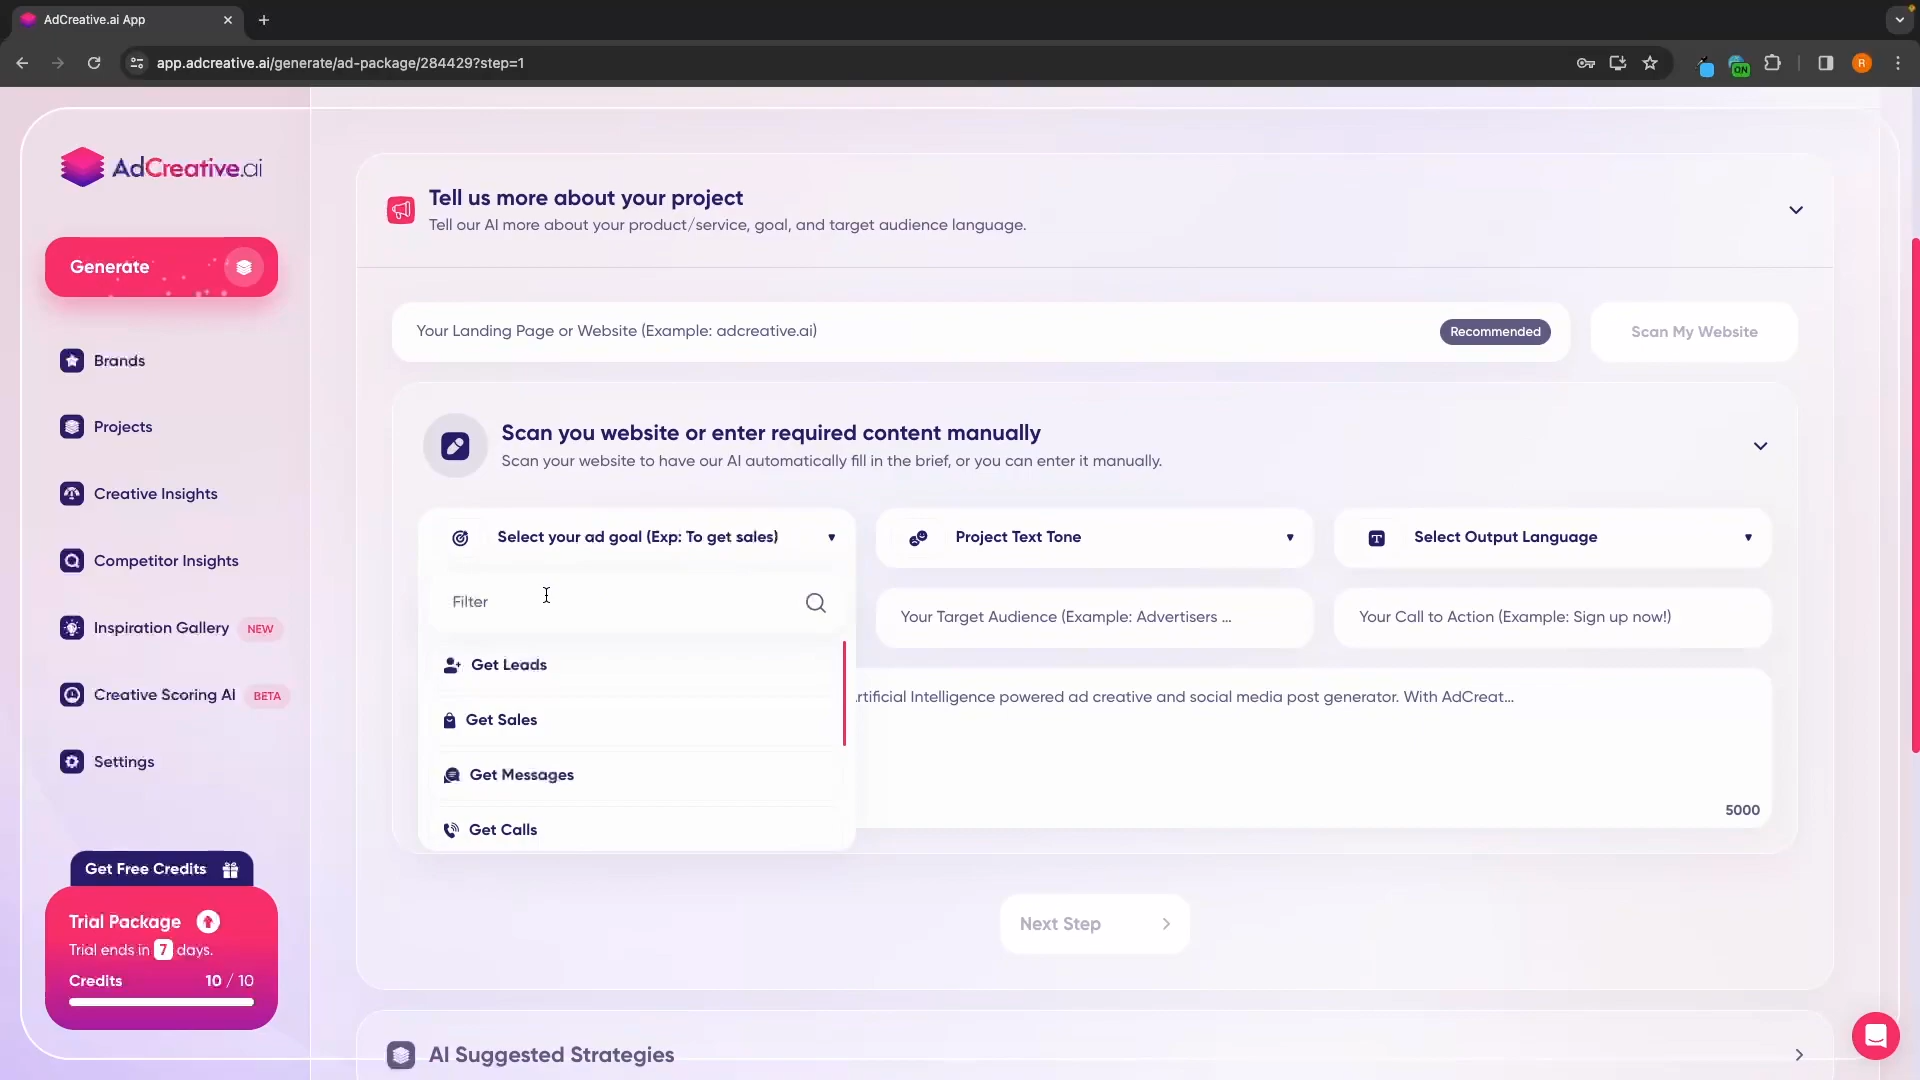 AdCreative.ai App
app.adcreative.ai/generate/ad-package/284429?step=1
ON
R
AdCreative.ai
Generate
Brands
Projects
Creative Insights
Competitor Insights
Inspiration Gallery NEW
Creative Scoring AI BETA
Settings
Get Free Credits
Trial Package
Trial ends in 7 days.
Credits 10 / 10
Tell us more about your project
Tell our AI more about your product/service, goal, and target audience language.
Your Landing Page or Website (Example: adcreative.ai) Recommended Scan My Website
Scan you website or enter required content manually
Scan your website to have our AI automatically fill in the brief, or you can enter it manually.
Select your ad goal (Exp: To get sales) Project Text Tone Select Output Language
Filter
Your Target Audience (Example: Advertisers ... Your Call to Action (Example: Sign up now!)
Get Leads
Get Sales
Get Messages
Get Calls
rtificial Intelligence powered ad creative and social media post generator. With AdCreat...
5000
Next Step
AI Suggested Strategies